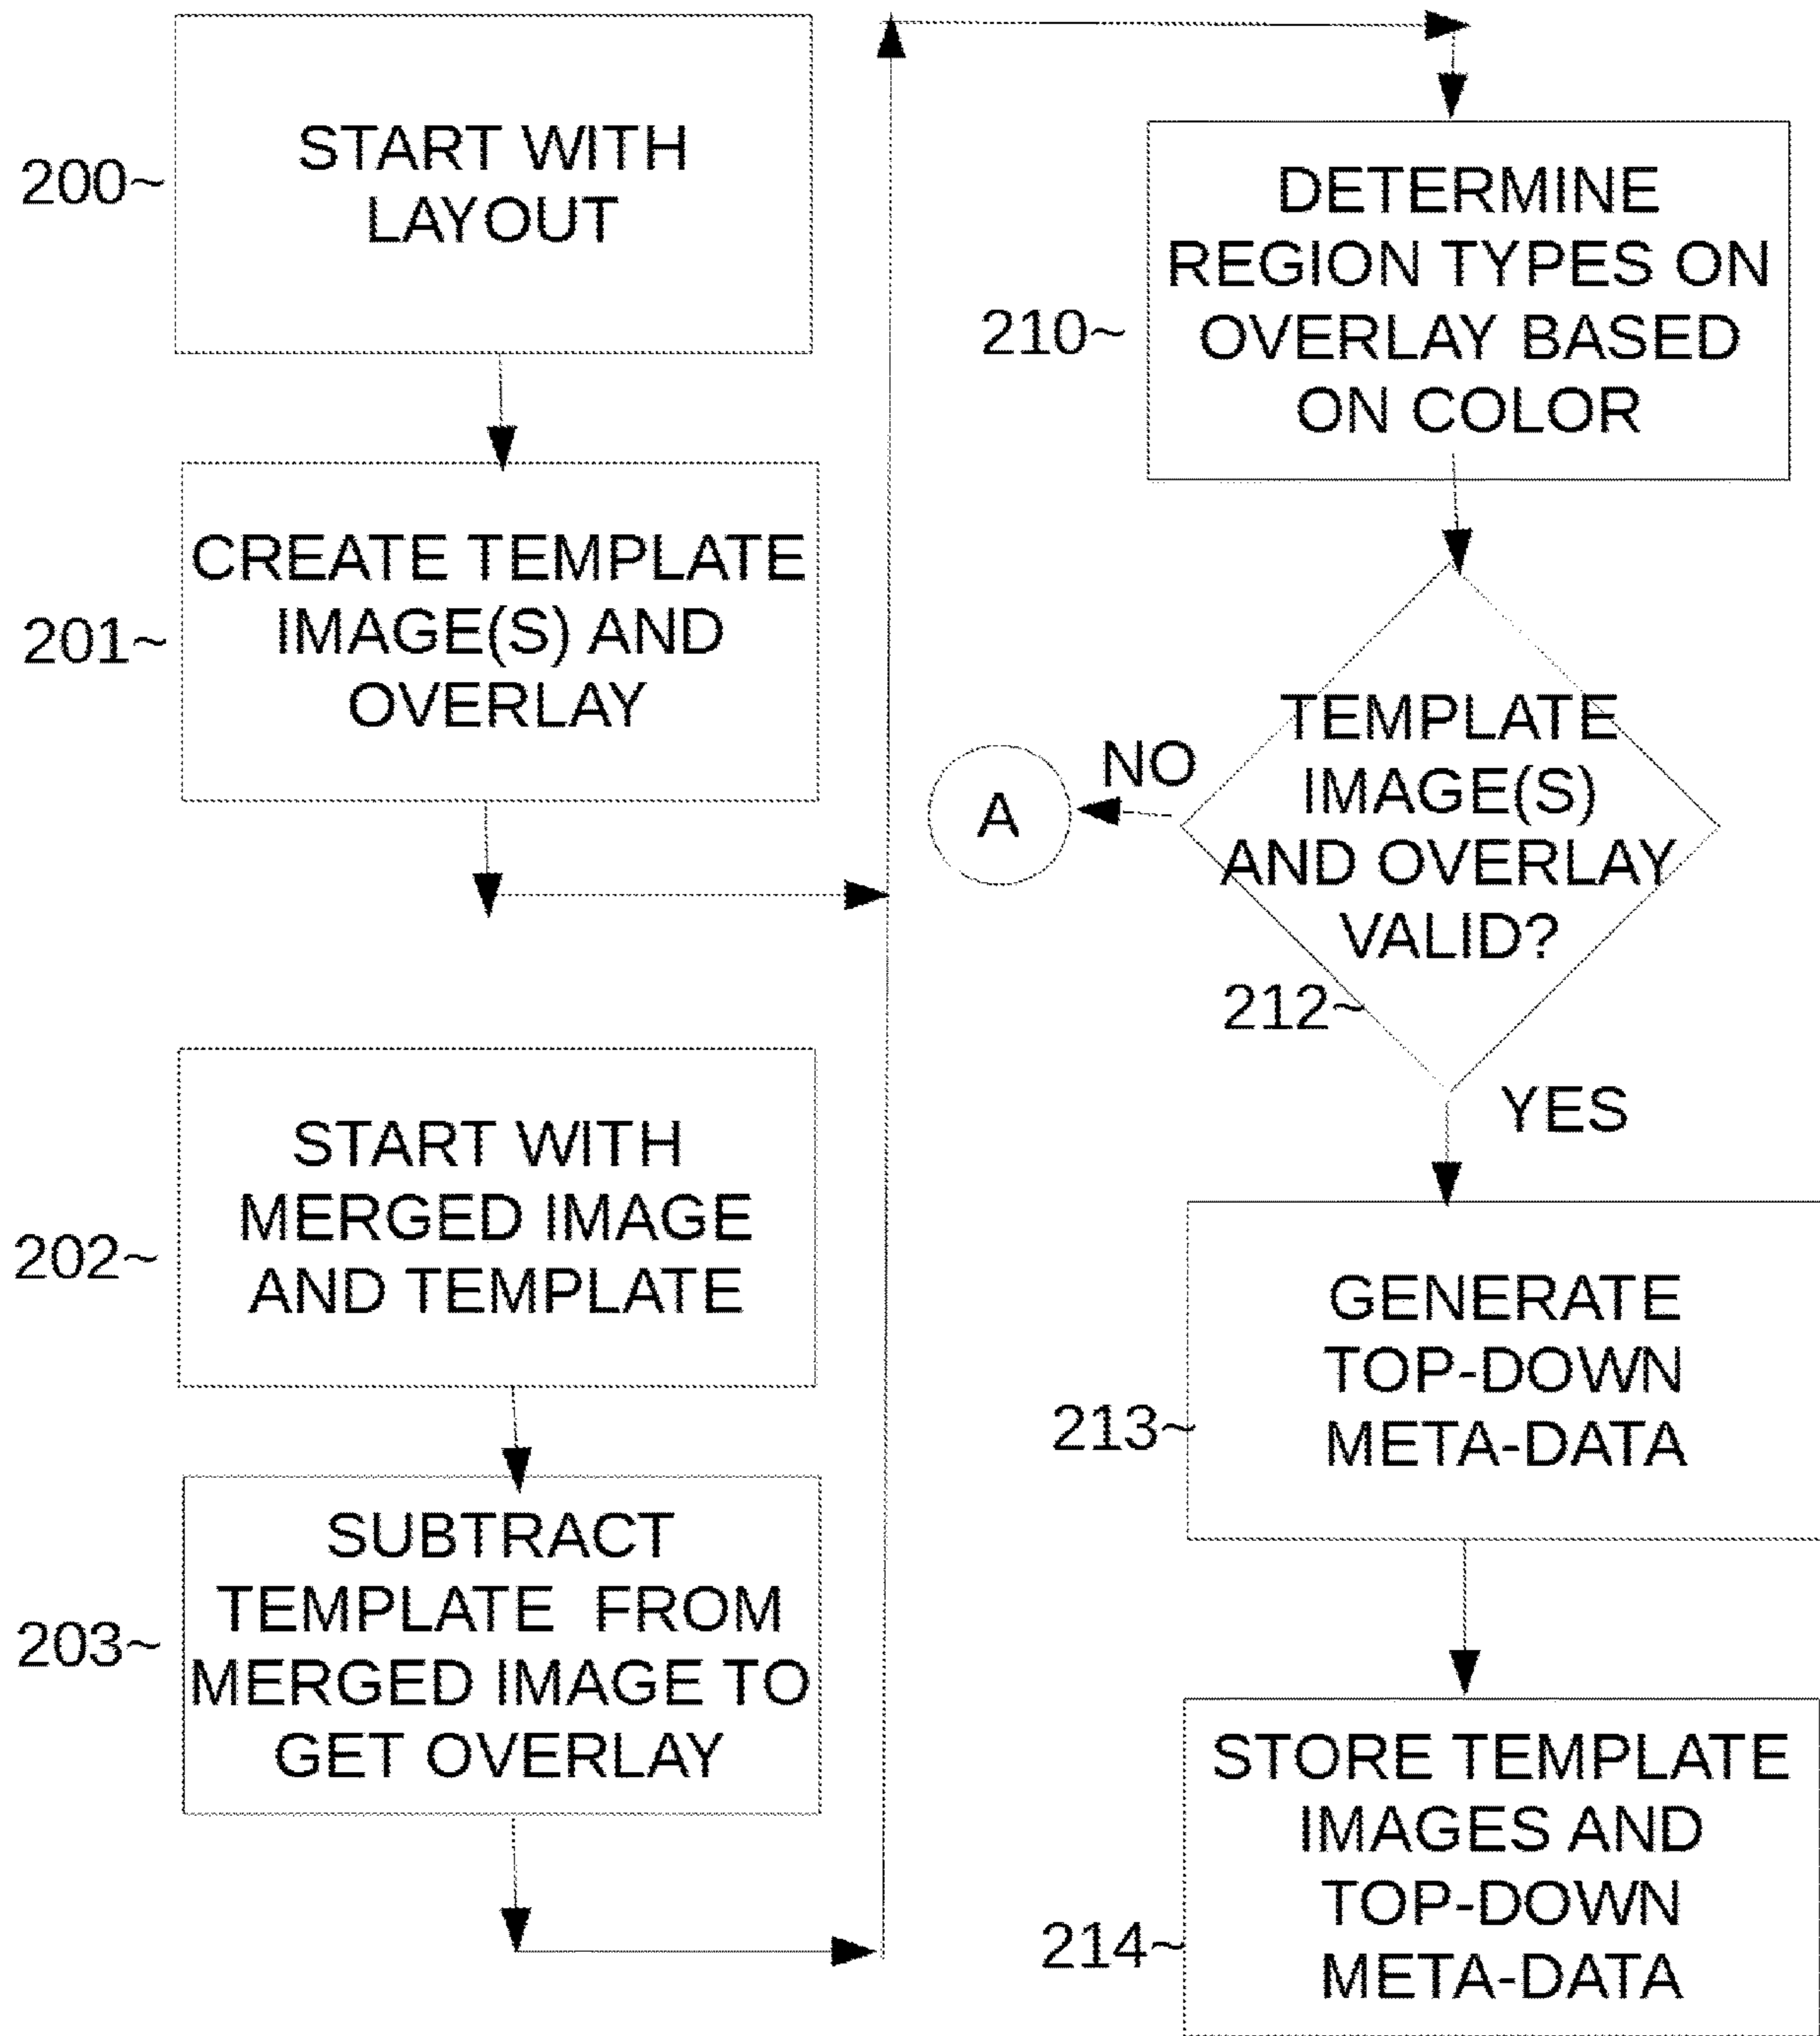 200~
START WITH
LAYOUT
201~
CREATE TEMPLATE
IMAGE(S) AND
OVERLAY
202~
START WITH
MERGED IMAGE
AND TEMPLATE
203~
SUBTRACT
TEMPLATE FROM
MERGED IMAGE TO
GET OVERLAY
210~
DETERMINE
REGION TYPES ON
OVERLAY BASED
ON COLOR
A
NO
TEMPLATE
IMAGE(S)
AND OVERLAY
VALID?
212~
YES
213~
GENERATE
TOP-DOWN
META-DATA
214~
STORE TEMPLATE
IMAGES AND
TOP-DOWN
META-DATA